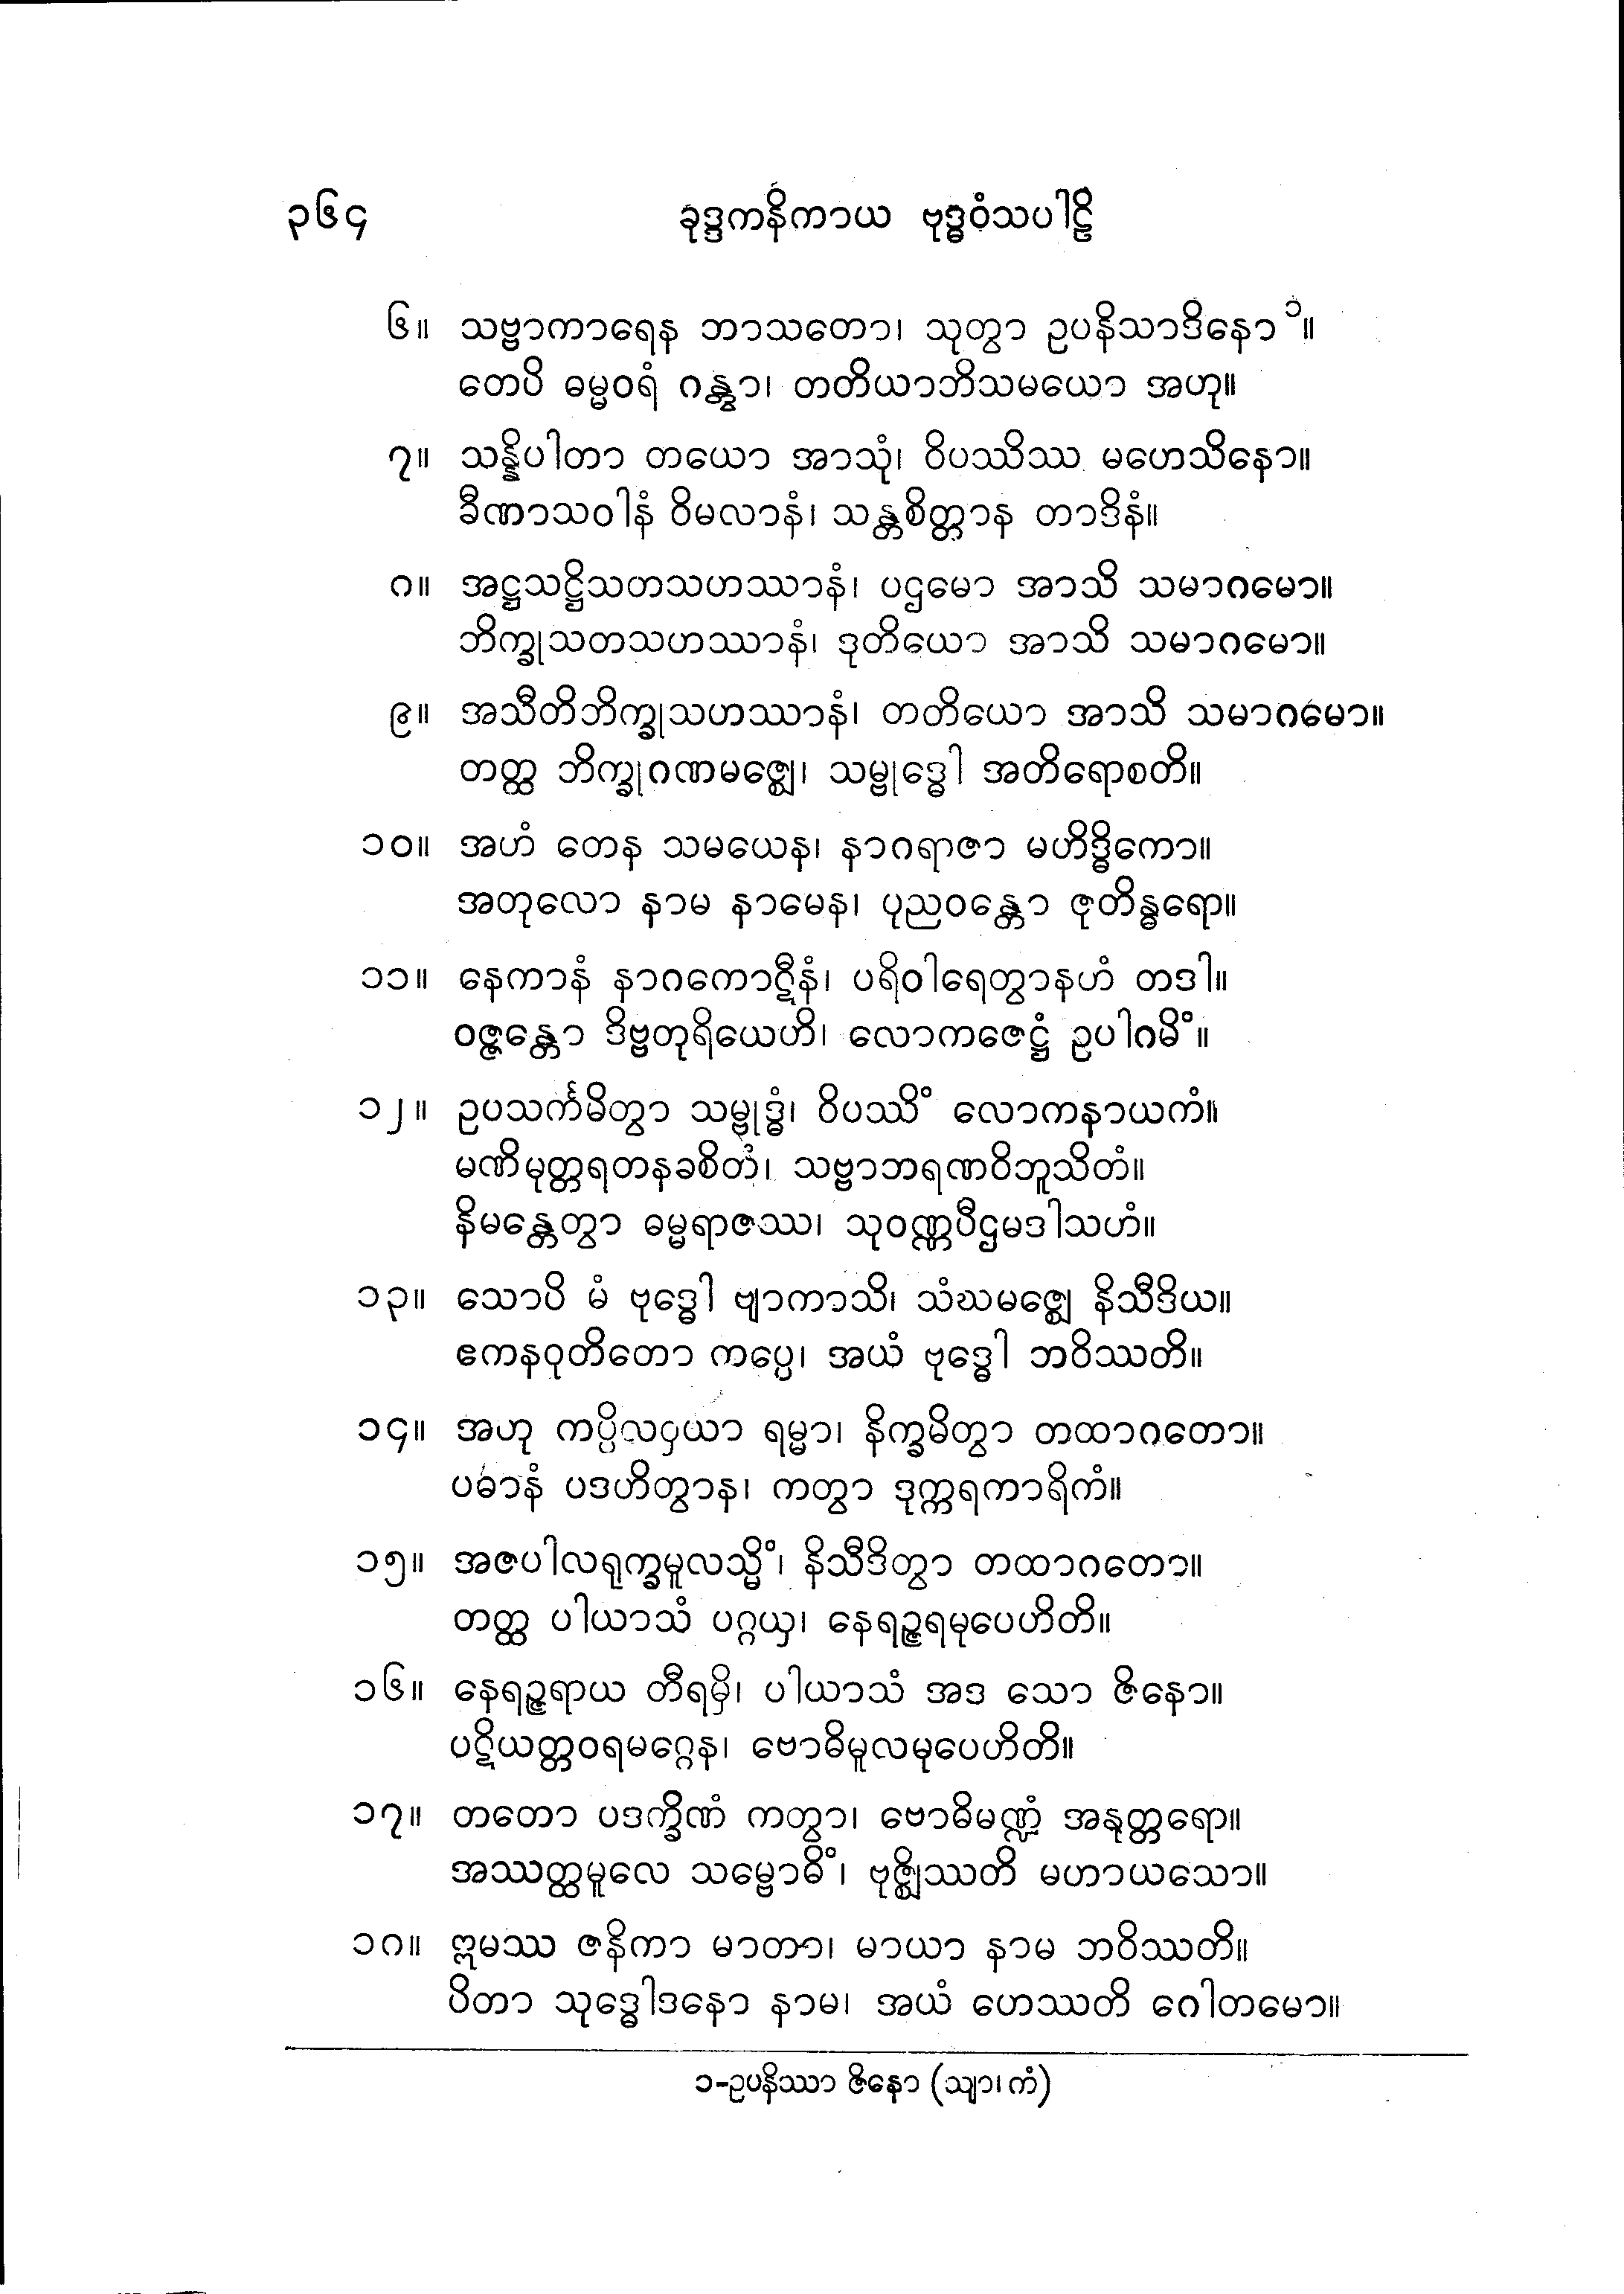 ၃၆၄ ခုဒ္ဒကနိကာယ ဗုဒ္ဓဝံသပါဠိ
၆။ သဗ္ဗာကာရေန ဘာသတော၊ သုတွာ ဥပနိသာဒိနော ၁။
တေပိ ဓမ္မဝရံ ဂန္တွာ၊ တတိယာဘိသမယော အဟု။
၇။ သန္နိပါတာ တယော အာသုံ၊ ဝိပဿိဿ မဟေသိနော။
ခီဏာသဝါနံ ဝိမလာနံ၊ သန္တစိတ္တာန တာဒိနံ။
၈။ အဋ္ဌသဋ္ဌိသတသဟဿာနံ၊ ပဌမော အာသိ သမာဂမော။
ဘိက္ခုသတသဟဿာနံ၊ ဒုတိယော အာသိ သမာဂမော။
၉။ အသီတိဘိက္ခုသဟဿာနံ၊ တတိယော အာသိ သမာဂမော။
တတ္ထ ဘိက္ခုဂဏမဇ္ဈေ၊ သမ္ဗုဒ္ဓေါ အတိရောစတိ။
၁၀။ အဟံ တေန သမယေန၊ နာဂရာဇာ မဟိဒ္ဓိကော။
အတုလော နာမ နာမေန၊ ပုညဝန္တော ဇုတိန္ဓရော။
၁၁။ နေကာနံ နာဂကောဋီနံ၊ ပရိဝါရေတွာနဟံ တဒါ။
ဝဇ္ဇန္တော ဒိဗ္ဗတုရိယေဟိ၊ လောကဇေဋ္ဌံ ဥပါဂမိံ။
၁၂။ ဥပသင်္ကမိတွာ သမ္ဗုဒ္ဓံ၊ ဝိပဿိံ လောကနာယကံ။
မဏိမုတ္တရတနခစိတံ၊ သဗ္ဗာဘရဏဝိဘူသိတံ။
နိမန္တေတွာ ဓမ္မရာဇဿ၊ သုဝဏ္ဏပီဌမဒါသဟံ။
၁၃။ သောပိ မံ ဗုဒ္ဓေါ ဗျာကာသိ၊ သံဃမဇ္ဈေ နိသီဒိယ။
ဧကနဝုတိတော ကပ္ပေ၊ အယံ ဗုဒ္ဓေါ ဘဝိဿတိ။
၁၄။ အဟု ကပ္ပိလဝှယာ ရမ္မာ၊ နိက္ခမိတွာ တထာဂတော။
ပဓာနံ ပဒဟိတွာန၊ ကတွာ ဒုက္ကရကာရိကံ။
၁၅။ အဇပါလရုက္ခမူလသ္မိံ၊ နိသီဒိတွာ တထာဂတော။
တတ္ထ ပါယာသံ ပဂ္ဂယှ၊ နေရဉ္ဇရမုပေဟိတိ။
၁၆။ နေရဉ္ဇရာယ တီရမှိ၊ ပါယာသံ အဒ သော ဇိနော။
ပဋိယတ္တဝရမဂ္ဂေန၊ ဗောဓိမူလမုပေဟိတိ။
၁၇။ တတော ပဒက္ခိဏံ ကတွာ၊ ဗောဓိမဏ္ဍံ အနုတ္တရော။
အဿတ္ထမူလေ သမ္ဗောဓိံ၊ ဗုဇ္ဈိဿတိ မဟာယသော။
၁၈။ ဣမဿ ဇနိကာ မာတာ၊ မာယာ နာမ ဘဝိဿတိ။
ပိတာ သုဒ္ဓေါဒနော နာမ၊ အယံ ဟေဿတိ ဂေါတမော။
၁-ဥပနိဿာ ဇိနော (သျာ၊ကံ)